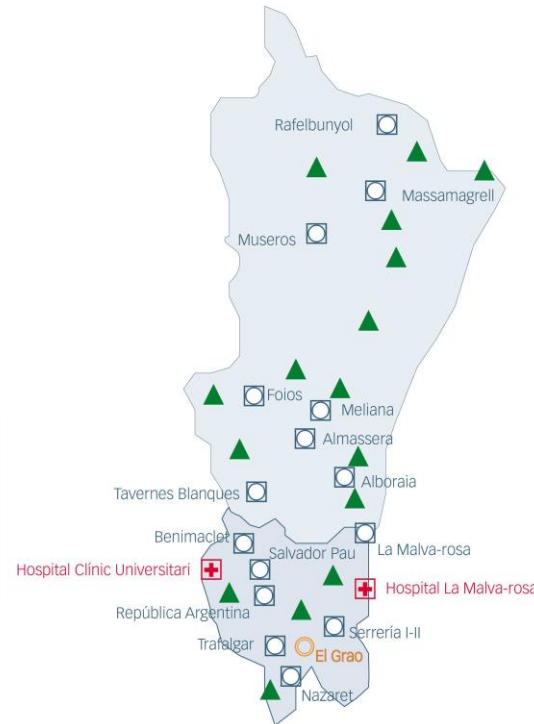 Rafelbunyol
Massamagrell
Museros
Foios
Meliana
Almassera
Alboraia
Tavernes Blanques
Benimaclet
La Malva-rosa
Salvador Pau
Hospital Clínic Universitari
Hospital La Malva-rosa
República Argentina
Serrería I-II
Trafalgar
El Grao
Nazaret